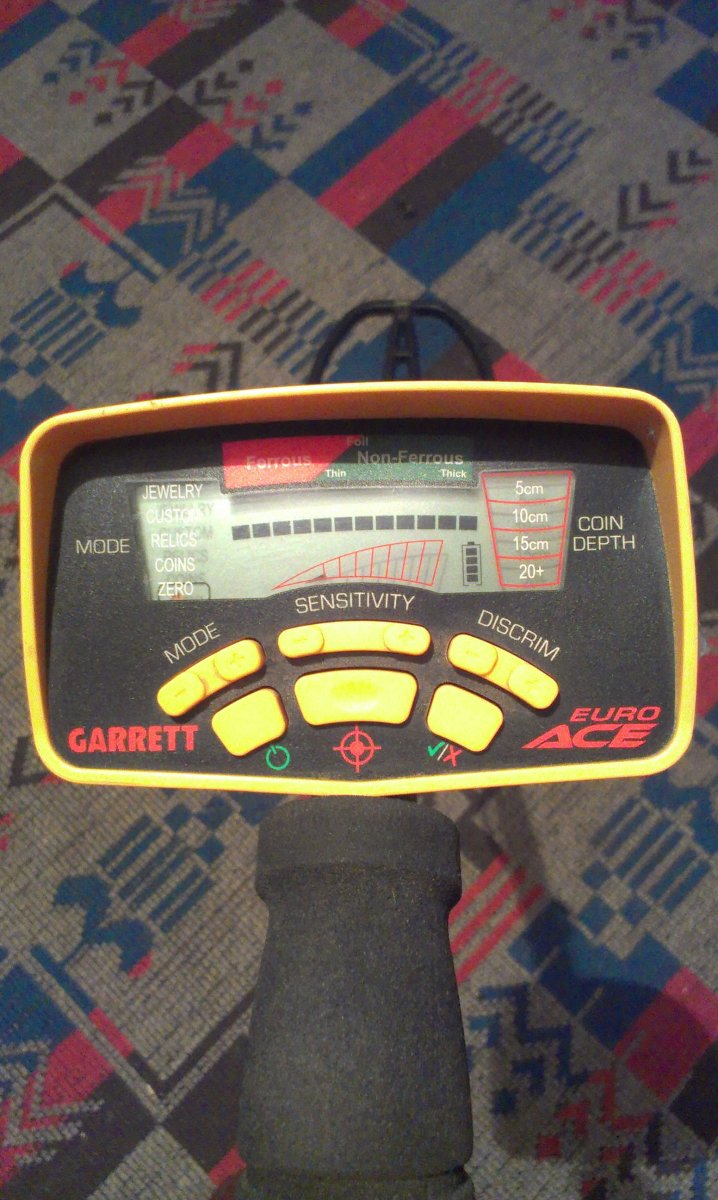 Foil
Ferrous Non-Ferrous
Thin Thick
JEWELRY
CUSTOM
RELICS
COINS
ZERO
MODE
5cm
10cm
15cm
20+
COIN
DEPTH
MODE
SENSITIVITY
DISCRIM
- +
- +
-
GARRETT
EURO
ACE
✓/X